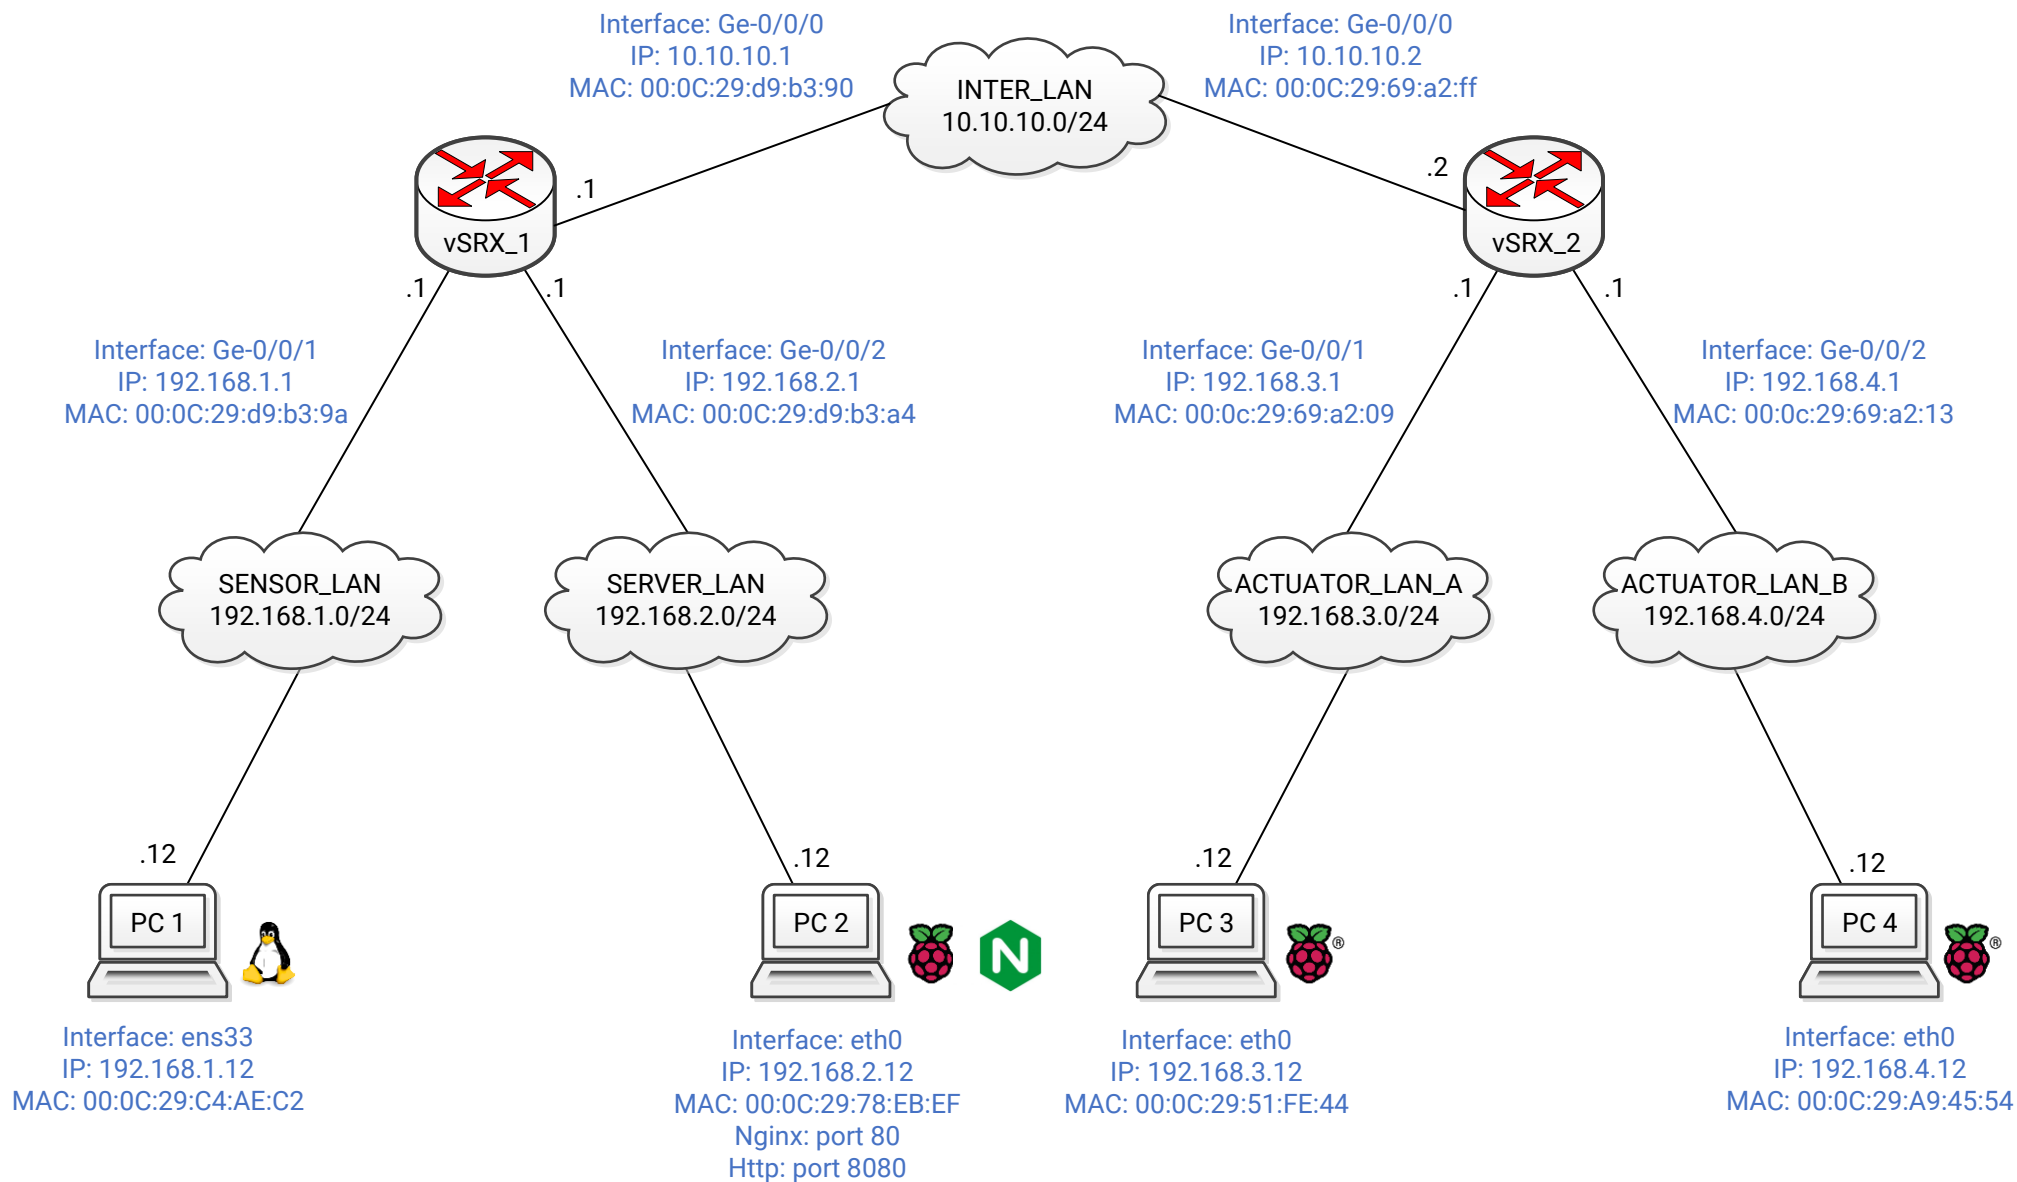 Interface: Ge-0/0/0
IP: 10.10.10.1
MAC: 00:0C:29:d9:b3:90
INTER_LAN
10.10.10.0/24
Interface: Ge-0/0/0
IP: 10.10.10.2
MAC: 00:0C:29:69:a2:ff
vSRX_1
.1
.1
.1
.2
vSRX_2
.1
.1
Interface: Ge-0/0/1
IP: 192.168.1.1
MAC: 00:0C:29:d9:b3:9a
Interface: Ge-0/0/2
IP: 192.168.2.1
MAC: 00:0C:29:d9:b3:a4
Interface: Ge-0/0/1
IP: 192.168.3.1
MAC: 00:0c:29:69:a2:09
Interface: Ge-0/0/2
IP: 192.168.4.1
MAC: 00:0c:29:69:a2:13
SENSOR_LAN
192.168.1.0/24
SERVER_LAN
192.168.2.0/24
ACTUATOR_LAN_A
192.168.3.0/24
ACTUATOR_LAN_B
192.168.4.0/24
.12
PC 1
.12
PC 2
N
.12
PC 3
®
.12
PC 4
®
Interface: ens33
IP: 192.168.1.12
MAC: 00:0C:29:C4:AE:C2
Interface: eth0
IP: 192.168.2.12
MAC: 00:0C:29:78:EB:EF
Nginx: port 80
Http: port 8080
Interface: eth0
IP: 192.168.3.12
MAC: 00:0C:29:51:FE:44
Interface: eth0
IP: 192.168.4.12
MAC: 00:0C:29:A9:45:54